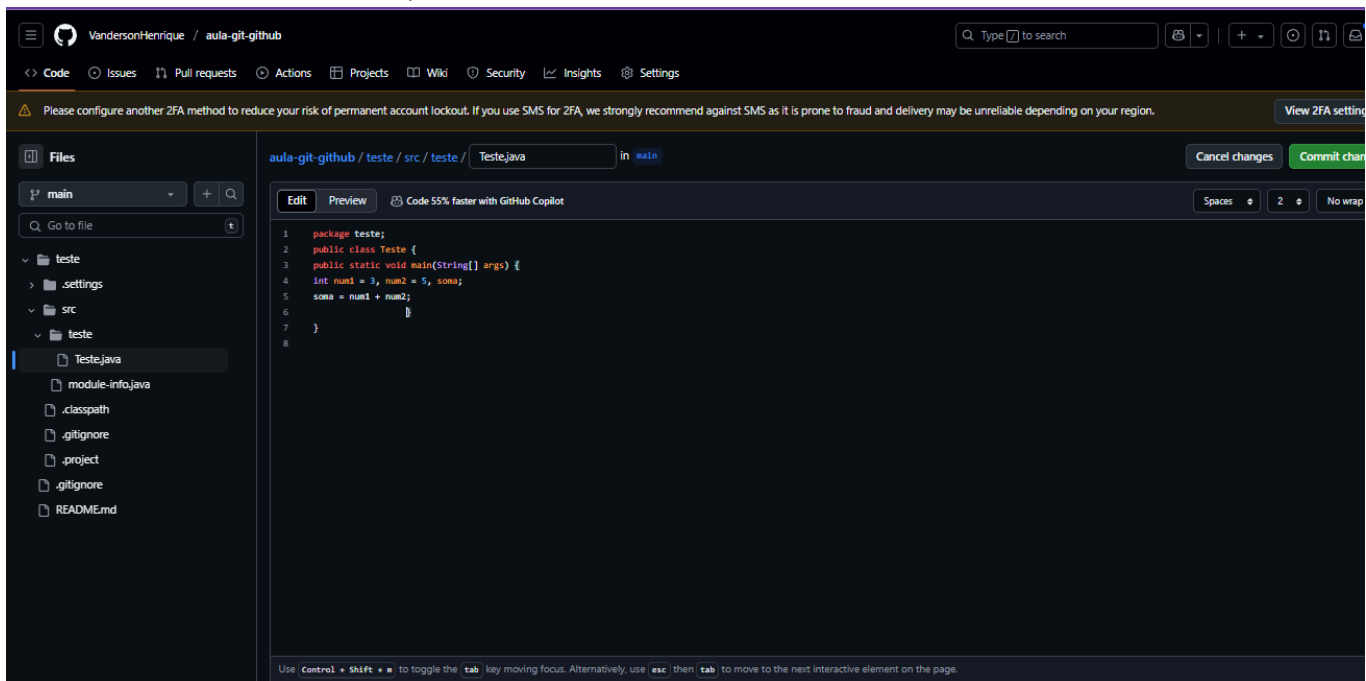 VandersonHenrique / aula-git-github
Type / to search
Code Issues Pull requests Actions Projects Wiki Security Insights Settings
Please configure another 2FA method to reduce your risk of permanent account lockout. If you use SMS for 2FA, we strongly recommend against SMS as it is prone to fraud and delivery may be unreliable depending on your region.
View 2FA setting
Files
aula-git-github / teste / src / teste / Teste.java in main
Cancel changes
Commit chan
main
Edit Preview Code 55% faster with GitHub Copilot
Spaces 2 No wrap
Go to file t
teste
.settings
src
teste
Teste.java
module-info.java
.classpath
.gitignore
.project
.gitignore
README.md
1 package teste;
2 public class Teste {
3 public static void main(String[] args) {
4 int num1 = 3, num2 = 5, soma;
5 soma = num1 + num2;
6 }
7 }
8
Use Control + Shift + m to toggle the tab key moving focus. Alternatively, use esc then tab to move to the next interactive element on the page.